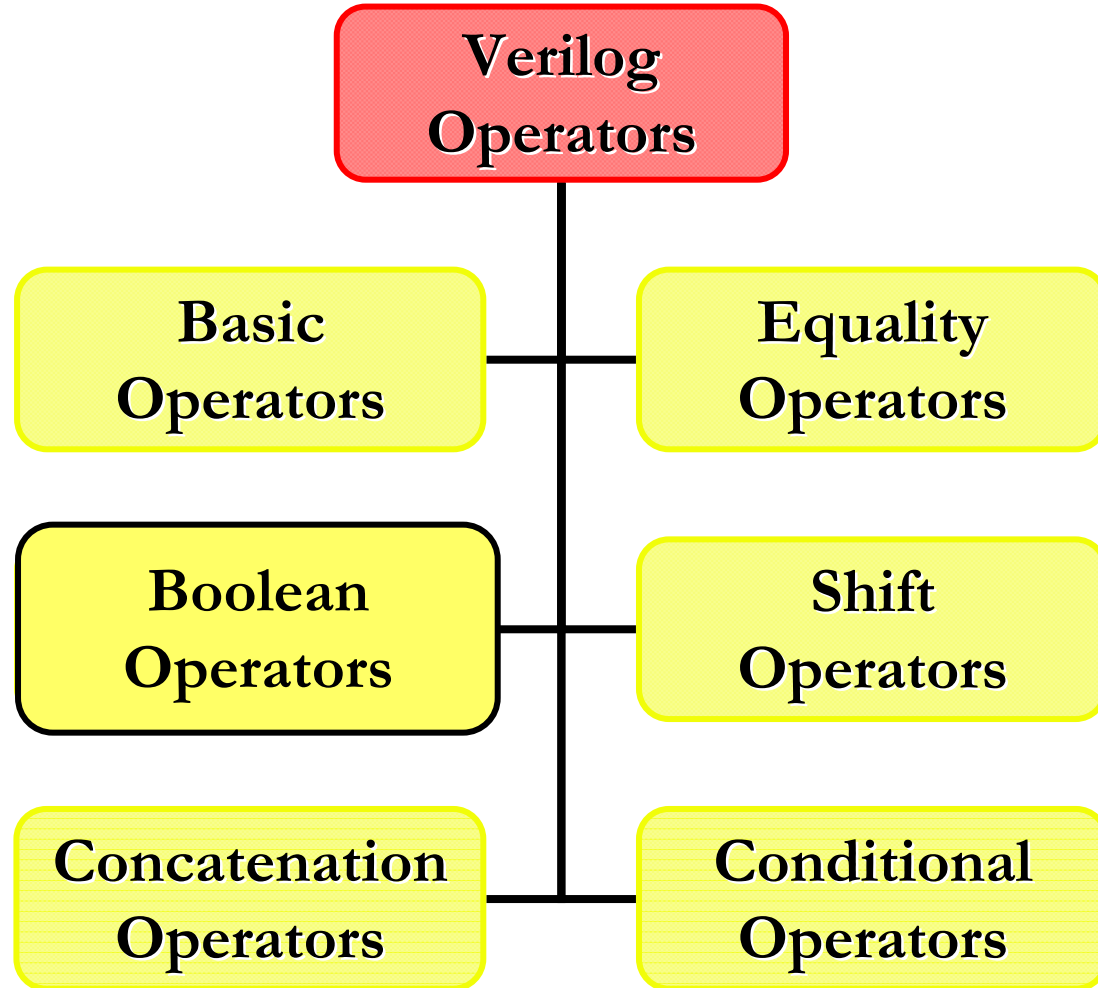 Verilog
Operators
Basic
Operators
Equality
Operators
Boolean
Operators
Shift
Operators
Concatenation
Operators
Conditional
Operators